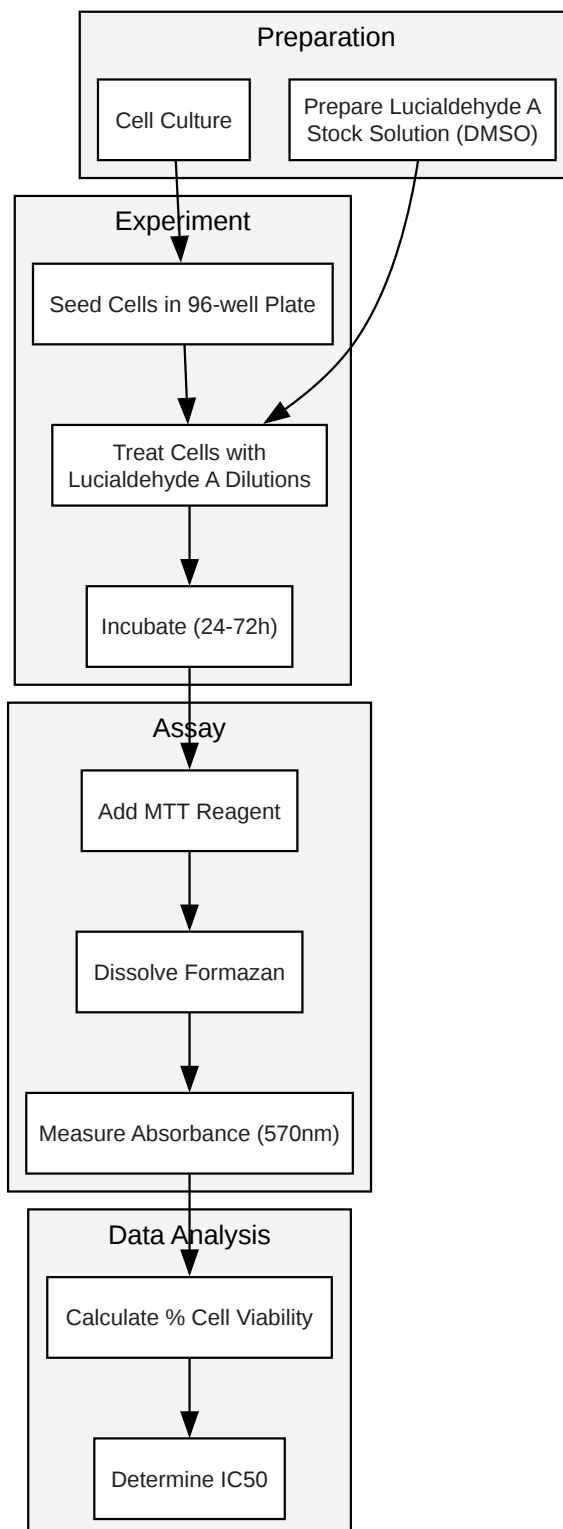 Preparation
Cell Culture
Prepare Lucialdehyde A
Stock Solution (DMSO)
Experiment
Seed Cells in 96-well Plate
Treat Cells with
Lucialdehyde A Dilutions
Incubate (24-72h)
Assay
Add MTT Reagent
Dissolve Formazan
Measure Absorbance (570nm)
Data Analysis
Calculate % Cell Viability
Determine IC50